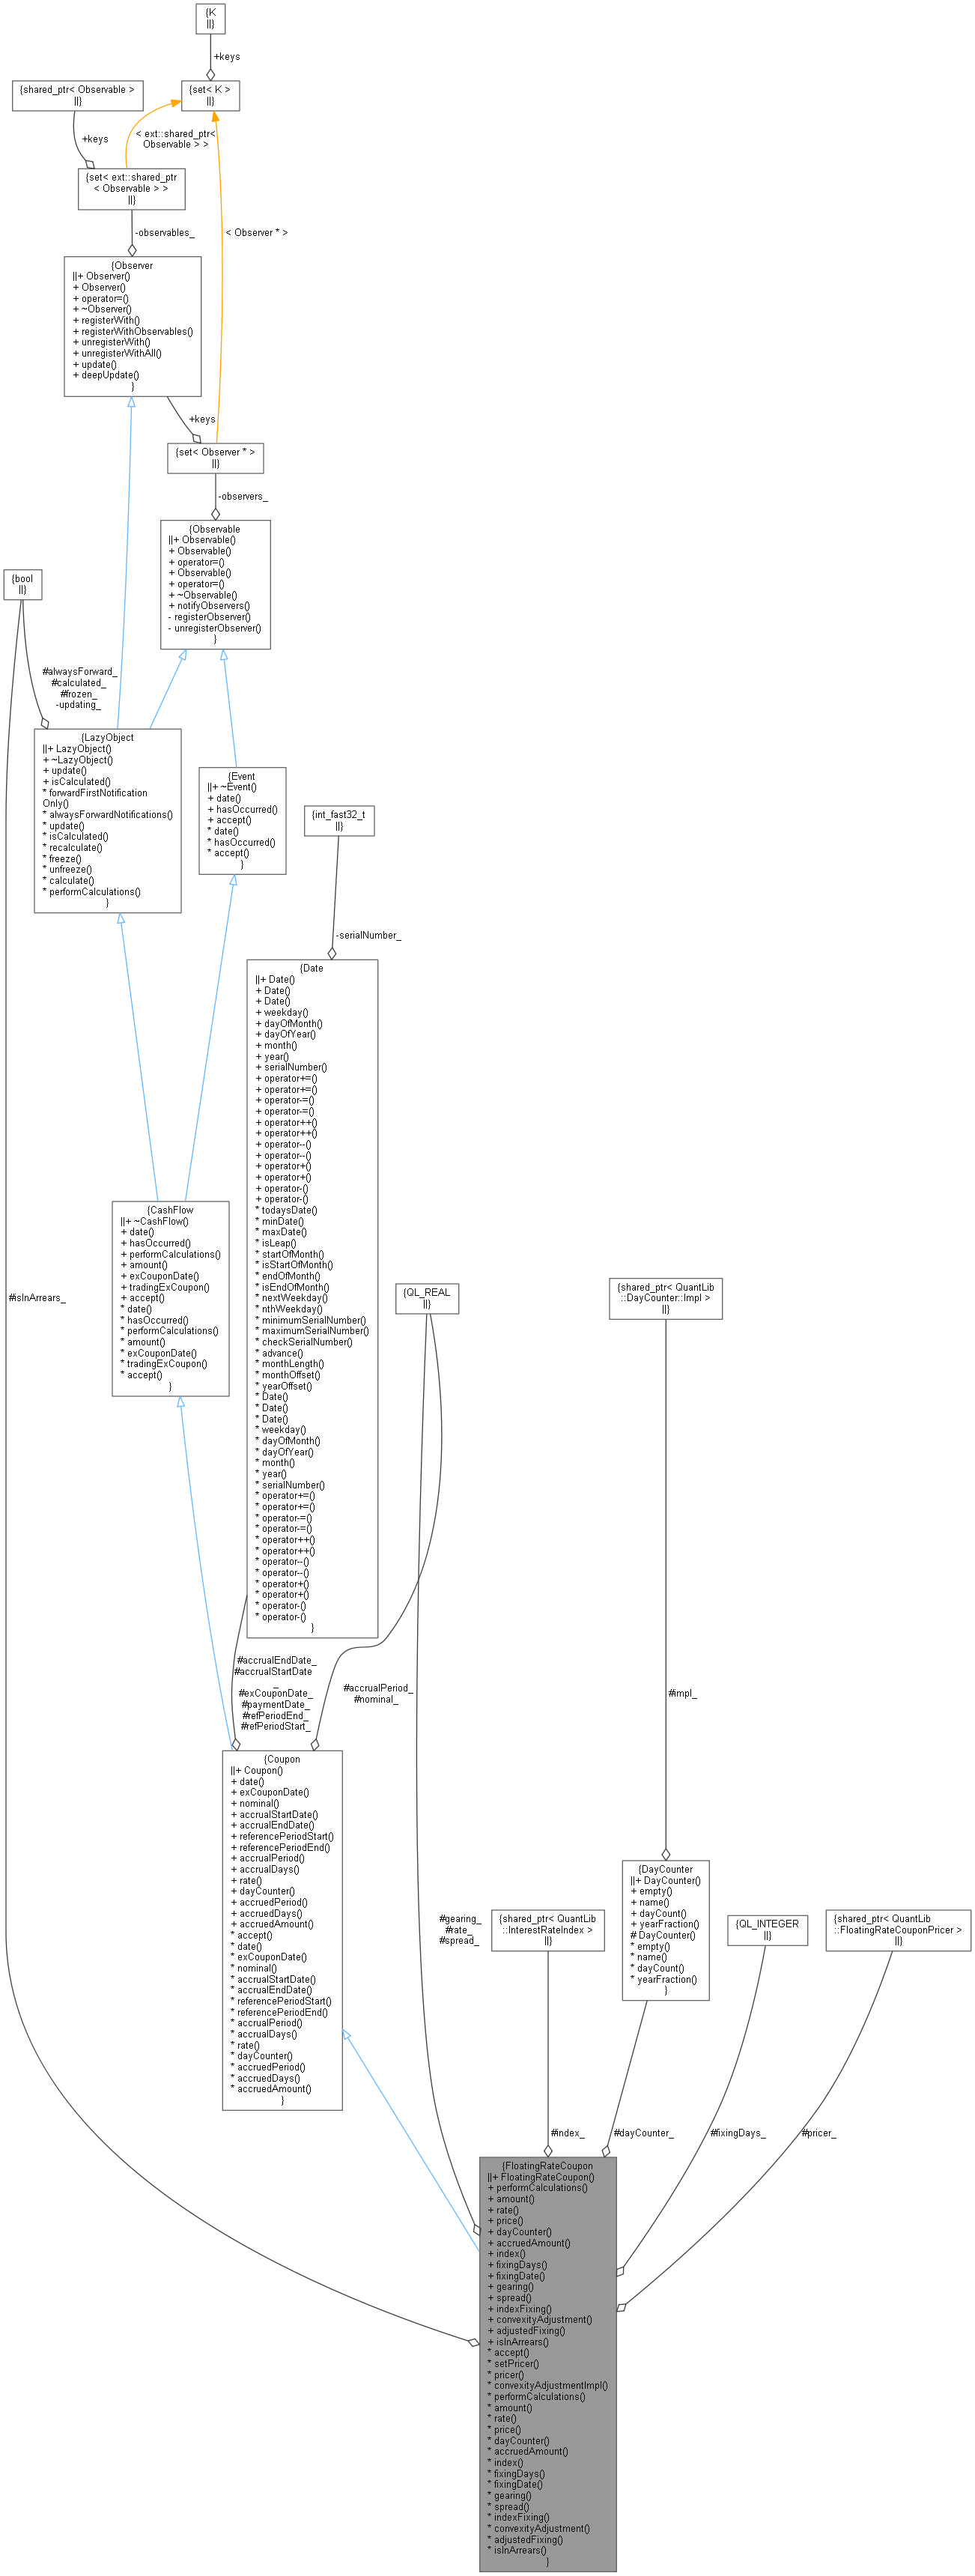 {K
||}
+keys
{shared_ptr< Observable >
||}
{set< K >
||}
+keys
< ext::shared_ptr<
Observable > >
{set< ext::shared_ptr
< Observable > >
||}
-observables_
< Observer * >
{Observer
||+ Observer()
+ Observer()
+ operator=()
+ ~Observer()
+ registerWith()
+ registerWithObservables()
+ unregisterWith()
+ unregisterWithAll()
+ update()
+ deepUpdate()
}
+keys
{set< Observer * >
||}
-observers_
{Observable
||+ Observable()
+ Observable()
+ operator=()
+ Observable()
+ operator=()
+ ~Observable()
+ notifyObservers()
- registerObserver()
- unregisterObserver()
}
{bool
||}
#alwaysForward_
#calculated_
#frozen_
-updating_
{LazyObject
||+ LazyObject()
+ ~LazyObject()
+ update()
+ isCalculated()
* forwardFirstNotification
Only()
* alwaysForwardNotifications()
* update()
* isCalculated()
* recalculate()
* freeze()
* unfreeze()
* calculate()
* performCalculations()
}
{Event
||+ ~Event()
+ date()
+ hasOccurred()
+ accept()
* date()
* hasOccurred()
* accept()
}
{int_fast32_t
||}
-serialNumber_
{Date
||+ Date()
+ Date()
+ Date()
+ weekday()
+ dayOfMonth()
+ dayOfYear()
+ month()
+ year()
+ serialNumber()
+ operator+=()
+ operator+=()
+ operator-=()
+ operator-=()
+ operator++()
+ operator++()
+ operator--()
+ operator--()
+ operator+()
+ operator+()
+ operator-()
+ operator-()
* todaysDate()
* minDate()
* maxDate()
* isLeap()
* startOfMonth()
* isStartOfMonth()
* endOfMonth()
* isEndOfMonth()
* nextWeekday()
* nthWeekday()
* minimumSerialNumber()
* maximumSerialNumber()
* checkSerialNumber()
* advance()
* monthLength()
* monthOffset()
* yearOffset()
* Date()
* Date()
* Date()
* weekday()
* dayOfMonth()
* dayOfYear()
* month()
* year()
* serialNumber()
* operator+=()
* operator+=()
* operator-=()
* operator-=()
* operator++()
* operator++()
* operator--()
* operator--()
* operator+()
* operator+()
* operator-()
* operator-()
}
{CashFlow
||+ ~CashFlow()
+ date()
+ hasOccurred()
+ performCalculations()
+ amount()
+ exCouponDate()
+ tradingExCoupon()
+ accept()
* date()
* hasOccurred()
* performCalculations()
* amount()
* exCouponDate()
* tradingExCoupon()
* accept()
}
#isInArrears_
{QL_REAL
||}
{shared_ptr< QuantLib
::DayCounter::Impl >
||}
#accrualEndDate_
#accrualStartDate
_
#exCouponDate_
#paymentDate_
#refPeriodEnd_
#refPeriodStart_
#accrualPeriod_
#nominal_
#impl_
{Coupon
||+ Coupon()
+ date()
+ exCouponDate()
+ nominal()
+ accrualStartDate()
+ accrualEndDate()
+ referencePeriodStart()
+ referencePeriodEnd()
+ accrualPeriod()
+ accrualDays()
+ rate()
+ dayCounter()
+ accruedPeriod()
+ accruedDays()
+ accruedAmount()
* accept()
* date()
* exCouponDate()
* nominal()
* accrualStartDate()
* accrualEndDate()
* referencePeriodStart()
* referencePeriodEnd()
* accrualPeriod()
* accrualDays()
* rate()
* dayCounter()
* accruedPeriod()
* accruedDays()
* accruedAmount()
}
#gearing_
#rate_
#spread_
{shared_ptr< QuantLib
::InterestRateIndex >
||}
{DayCounter
||+ DayCounter()
+ empty()
+ name()
+ dayCount()
+ yearFraction()
# DayCounter()
* empty()
* name()
* dayCount()
* yearFraction()
}
{QL_INTEGER
||}
{shared_ptr< QuantLib
::FloatingRateCouponPricer >
||}
#index_
#dayCounter_
#fixingDays_
#pricer_
{FloatingRateCoupon
||+ FloatingRateCoupon()
+ performCalculations()
+ amount()
+ rate()
+ price()
+ dayCounter()
+ accruedAmount()
+ index()
+ fixingDays()
+ fixingDate()
+ gearing()
+ spread()
+ indexFixing()
+ convexityAdjustment()
+ adjustedFixing()
+ isInArrears()
* accept()
* setPricer()
* pricer()
* convexityAdjustmentImpl()
* performCalculations()
* amount()
* rate()
* price()
* dayCounter()
* accruedAmount()
* index()
* fixingDays()
* fixingDate()
* gearing()
* spread()
* indexFixing()
* convexityAdjustment()
* adjustedFixing()
* isInArrears()
}